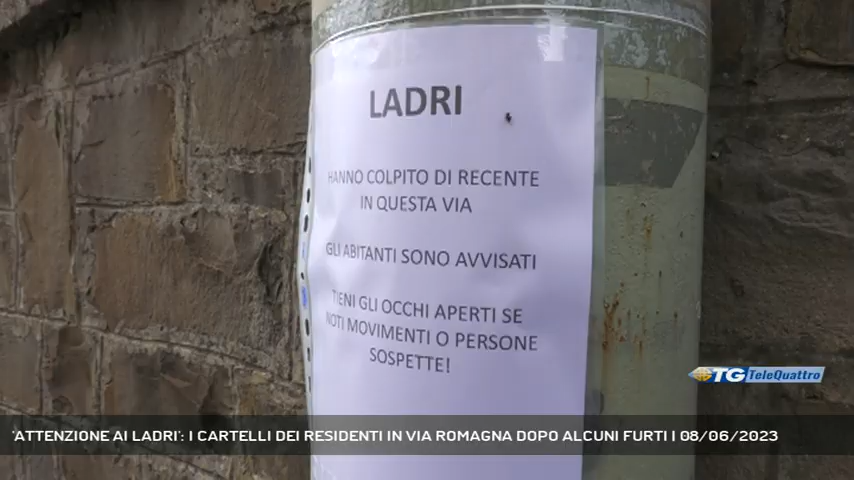 LADRI
HANNO COLPITO DI RECENTE
IN QUESTA VIA
GLI ABITANTI SONO AVVISATI
TIENI GLI OCCHI APERTI SE
NOTI MOVIMENTI O PERSONE
SOSPETTE!
TG TeleQuattro
'ATTENZIONE AI LADRI': I CARTELLI DEI RESIDENTI IN VIA ROMAGNA DOPO ALCUNI FURTI | 08/06/2023